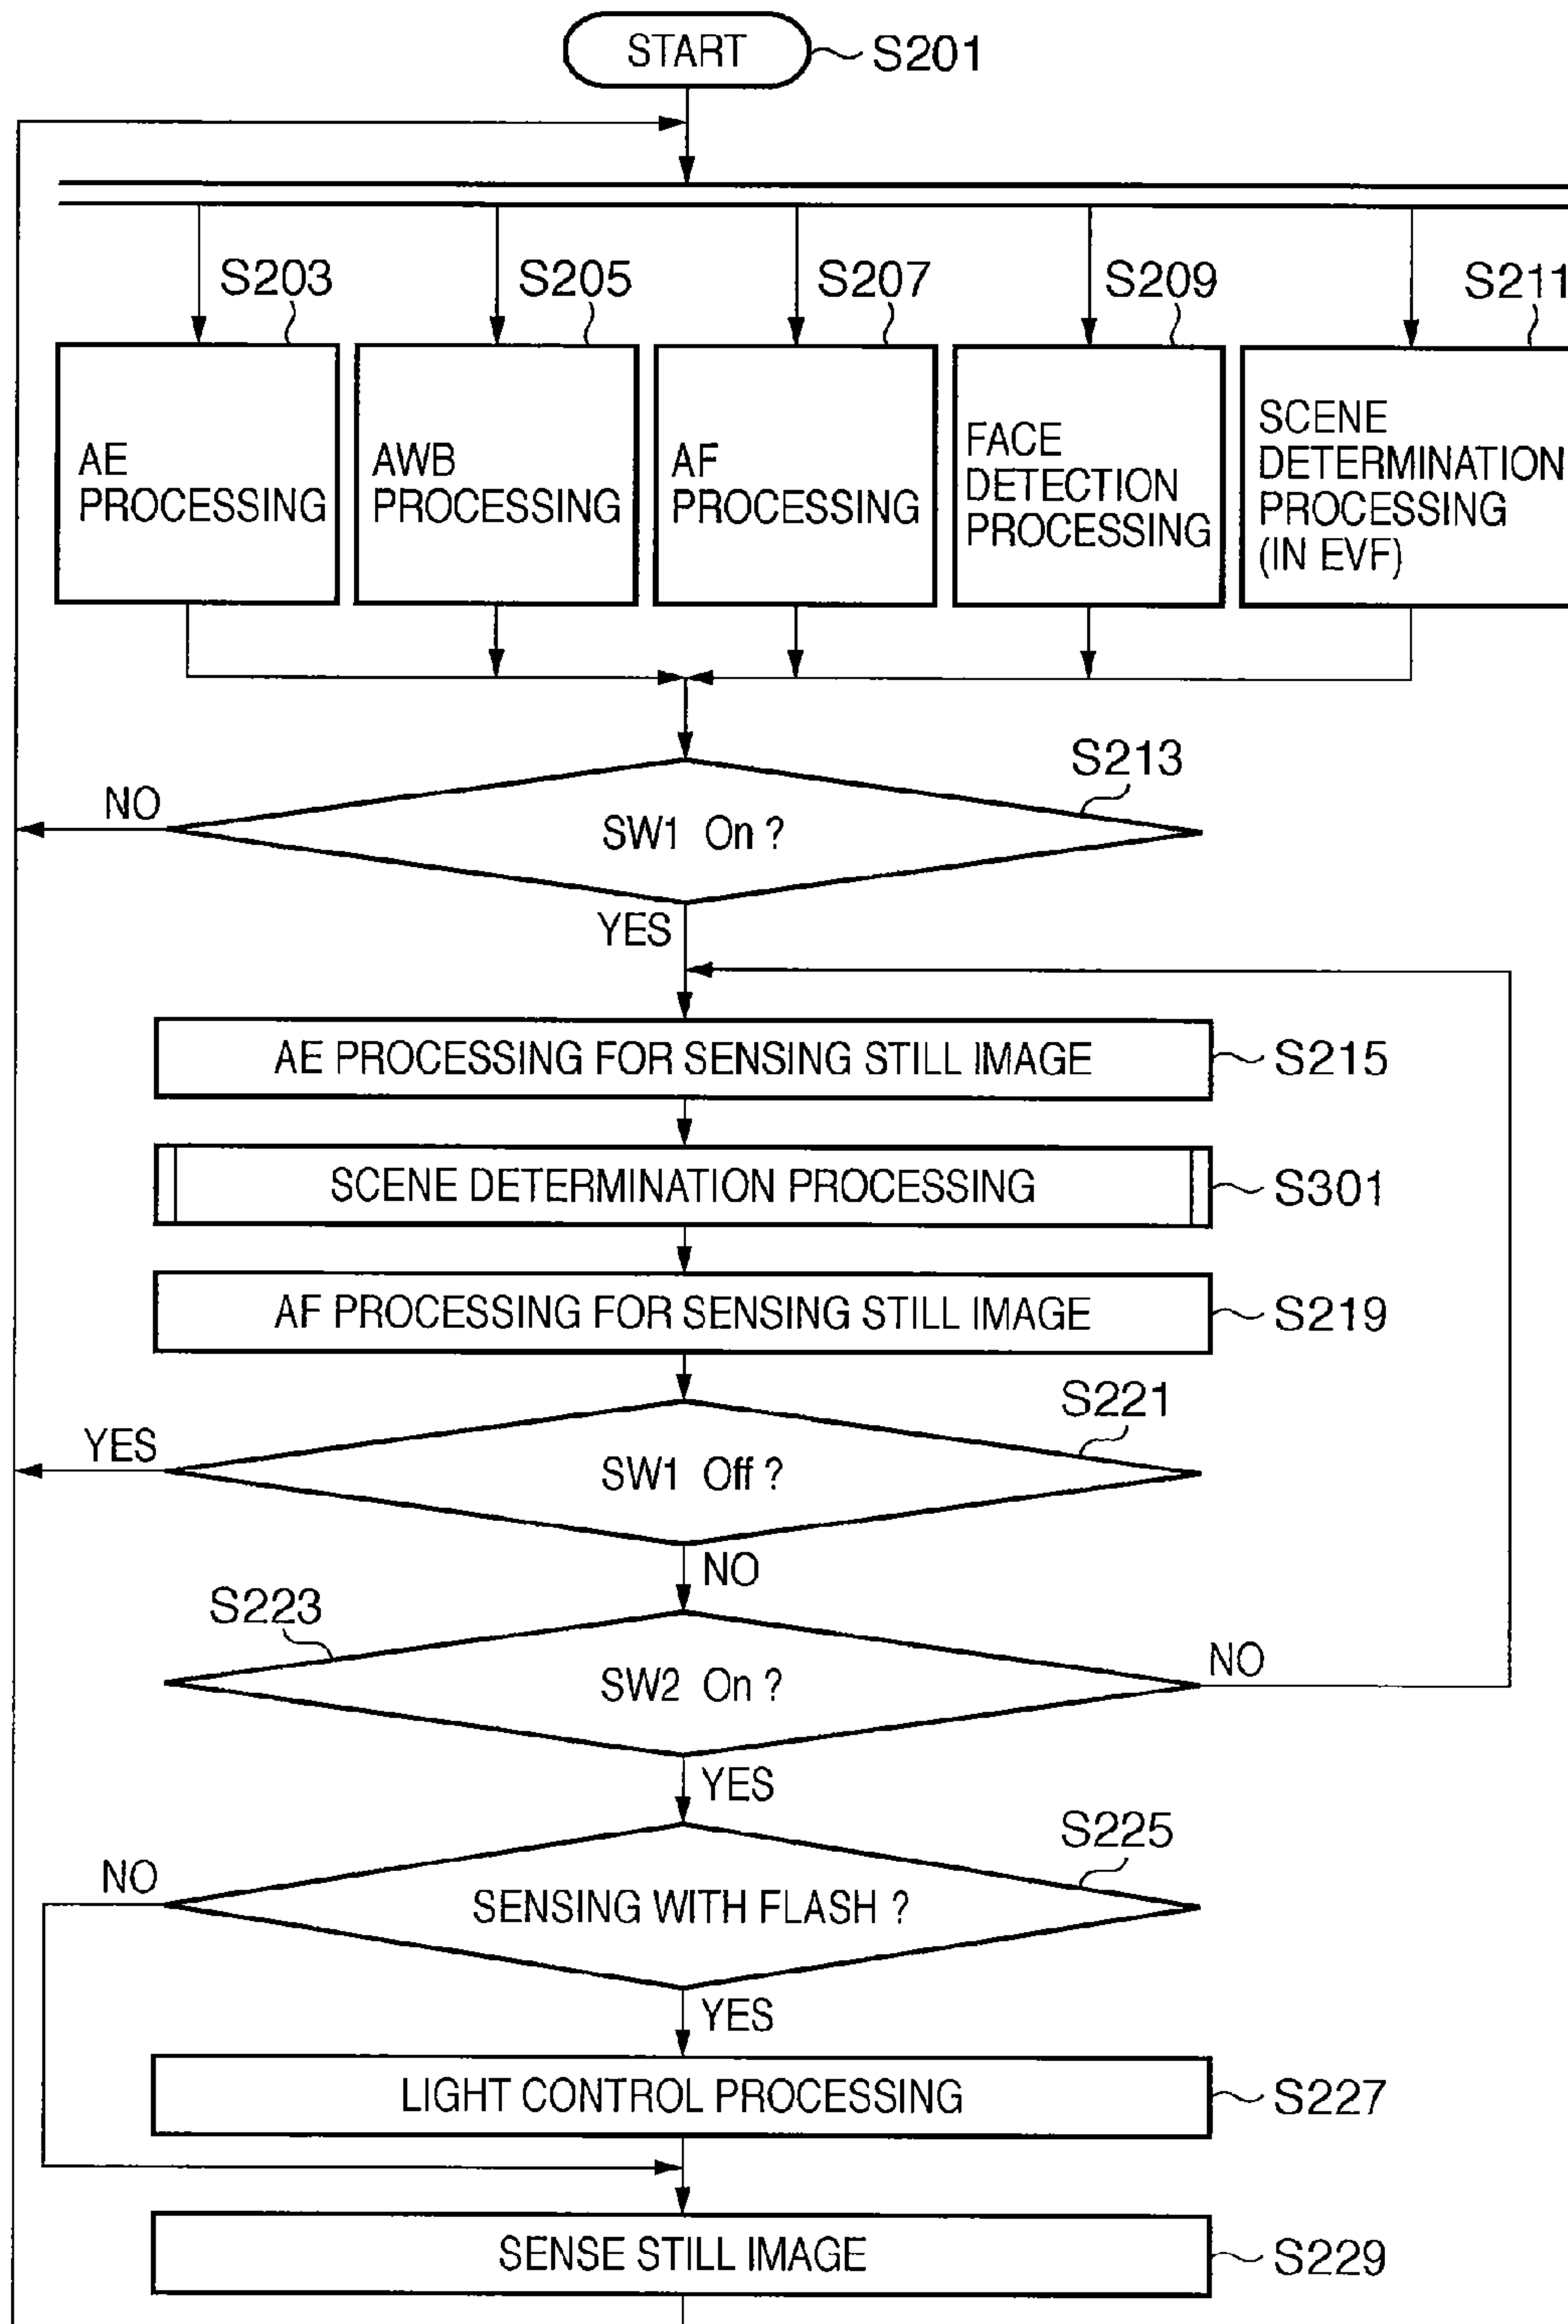 START
S201
S203
S205
S207
S209
S211
AE
PROCESSING
AWB
PROCESSING
AF
PROCESSING
FACE
DETECTION
PROCESSING
SCENE
DETERMINATION
PROCESSING
(IN EVF)
S213
NO
SW1 On ?
YES
AE PROCESSING FOR SENSING STILL IMAGE
S215
SCENE DETERMINATION PROCESSING
S301
AF PROCESSING FOR SENSING STILL IMAGE
S219
S221
YES
SW1 Off ?
NO
S223
SW2 On ?
NO
YES
S225
NO
SENSING WITH FLASH ?
YES
LIGHT CONTROL PROCESSING
S227
SENSE STILL IMAGE
S229